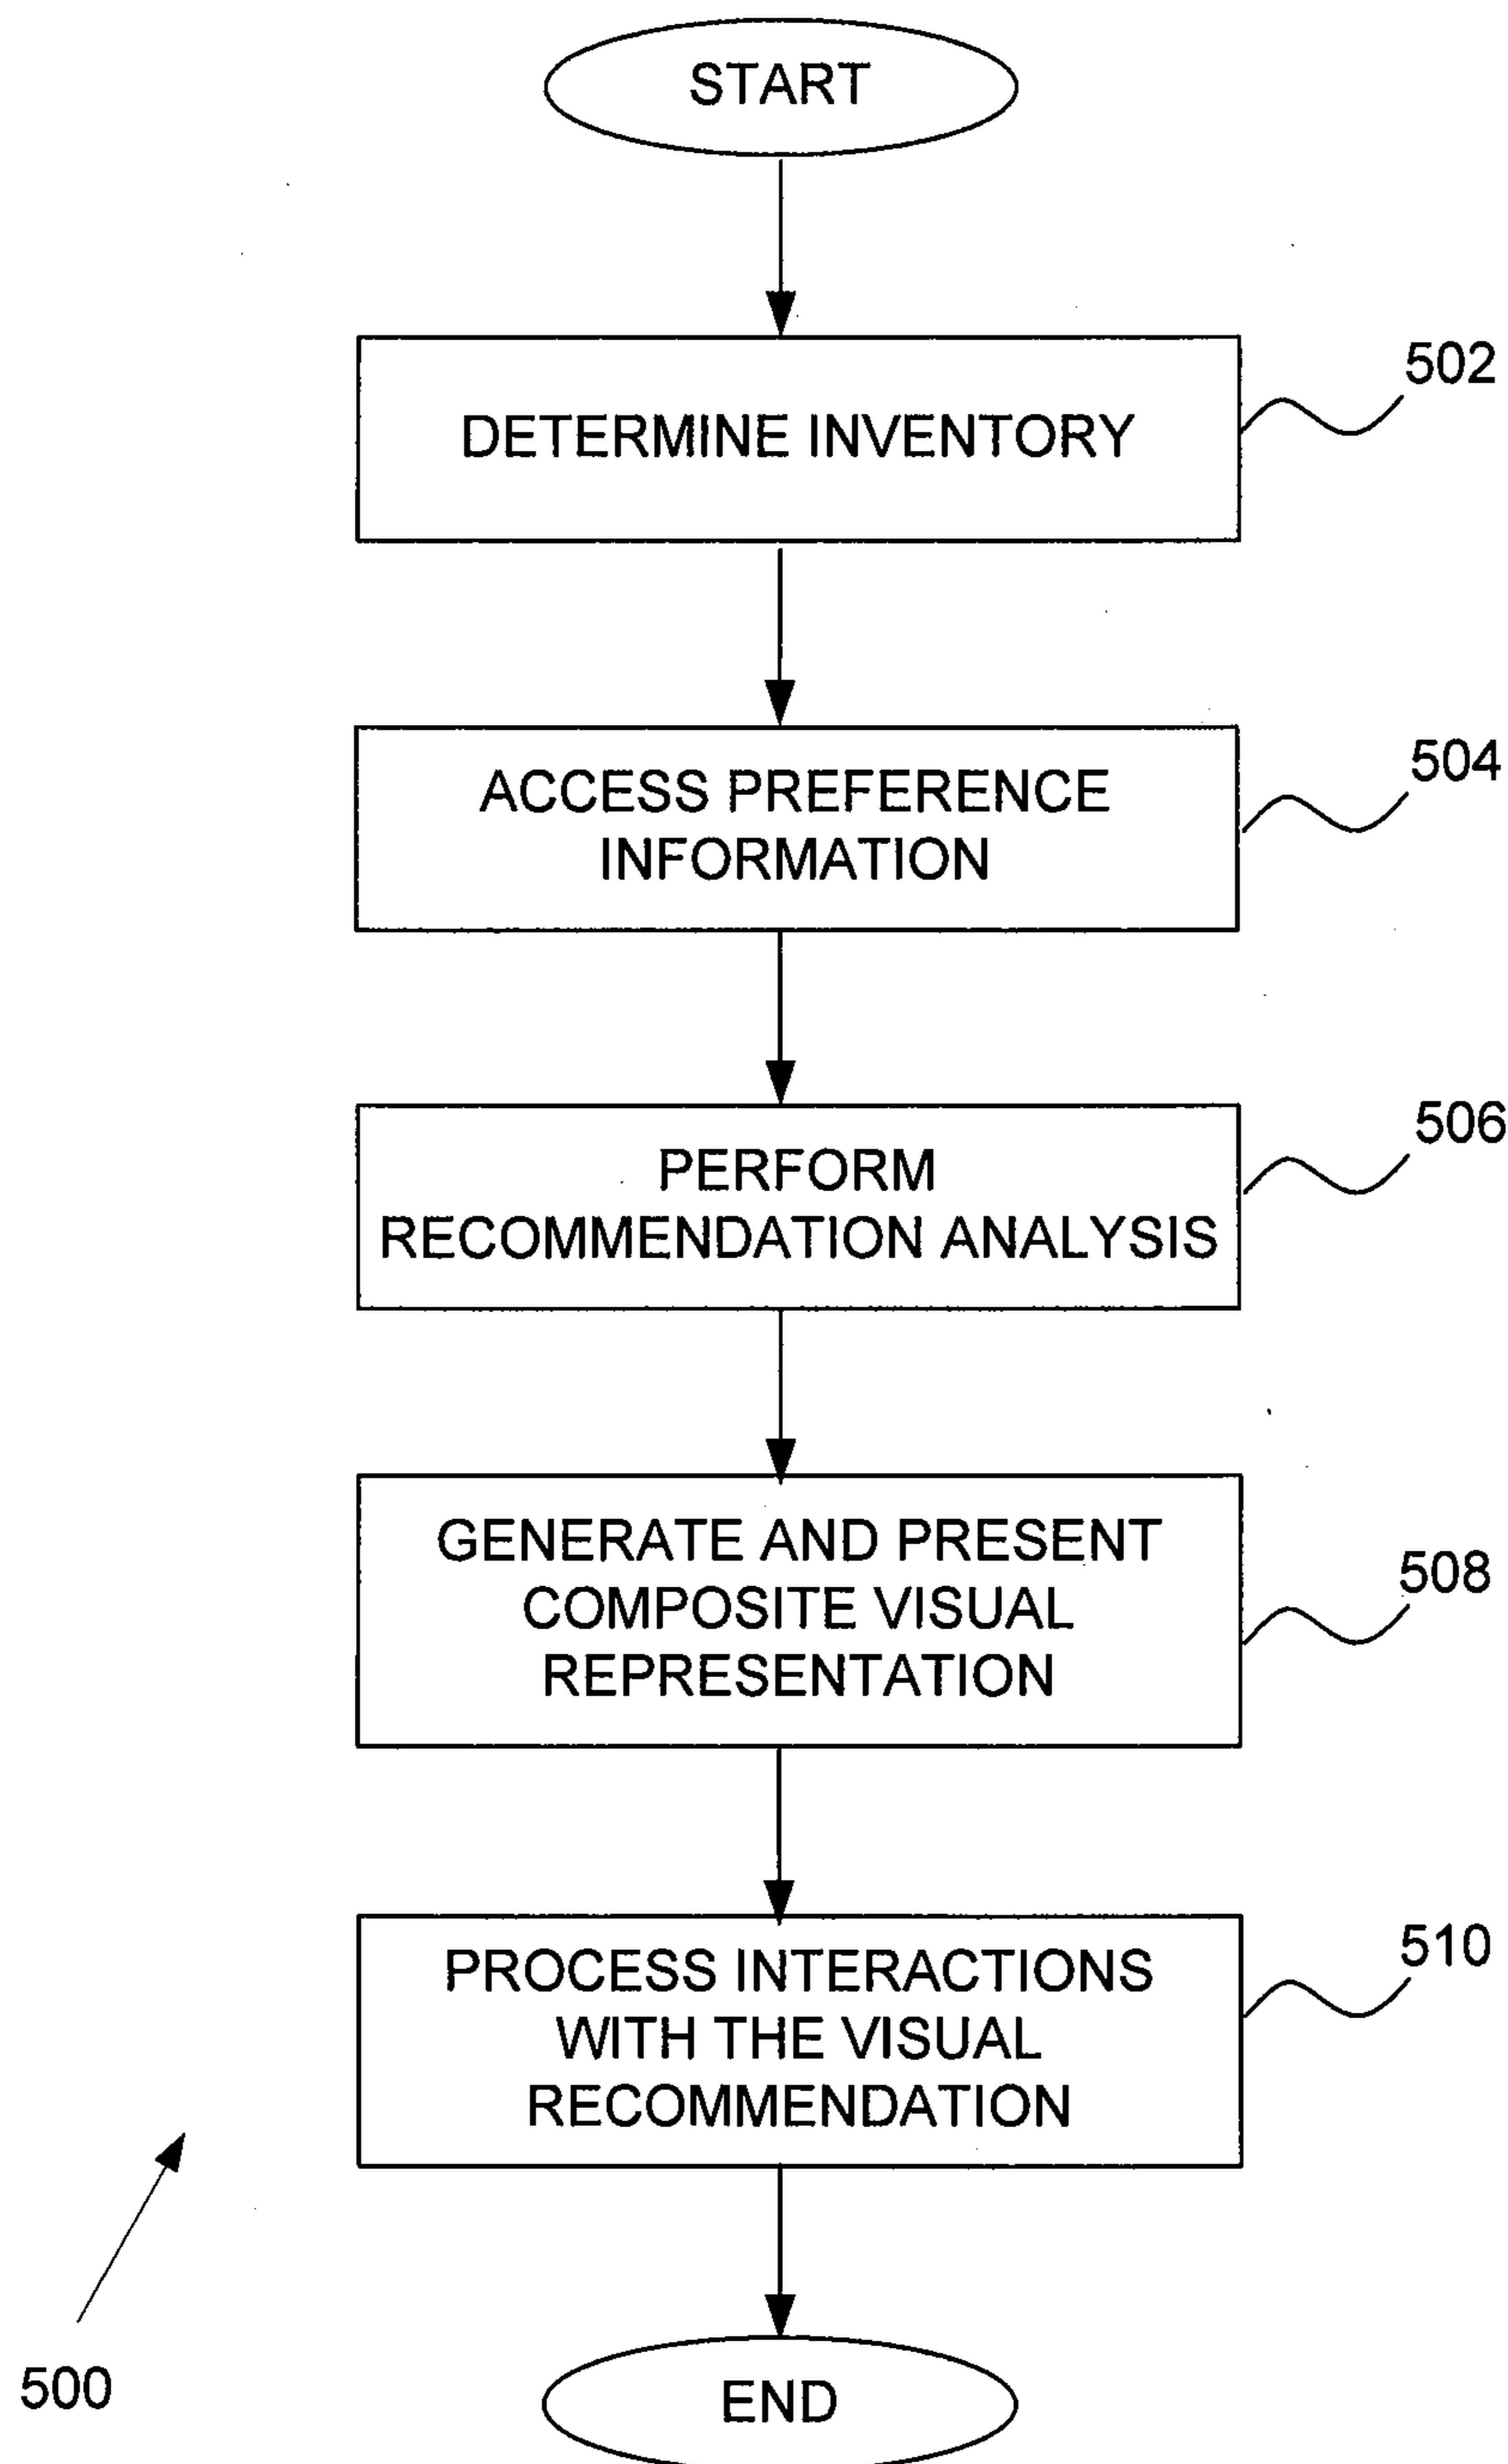 START
502
DETERMINE INVENTORY
504
ACCESS PREFERENCE
INFORMATION
506
PERFORM
RECOMMENDATION ANALYSIS
508
GENERATE AND PRESENT
COMPOSITE VISUAL
REPRESENTATION
510
PROCESS INTERACTIONS
WITH THE VISUAL
RECOMMENDATION
500
END